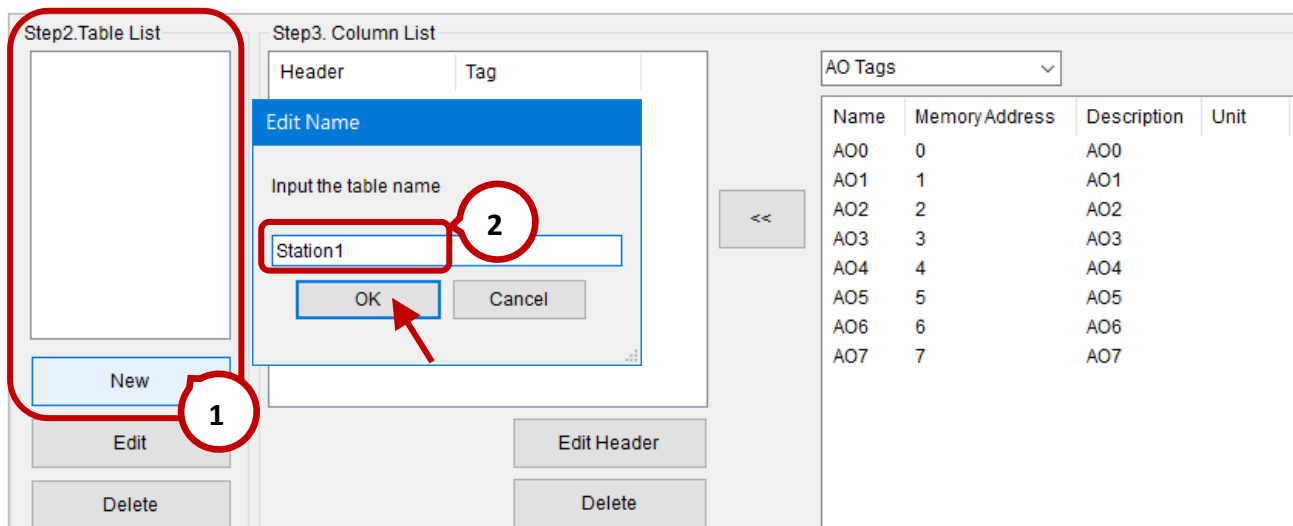 Step2.Table List
New
1
Edit
Delete
Step3. Column List
Header Tag
Edit Name
Input the table name
Station1
2
OK Cancel
Edit Header
Delete
<<
AO Tags
Name Memory Address Description Unit
AO0 0 AO0
AO1 1 AO1
AO2 2 AO2
AO3 3 AO3
AO4 4 AO4
AO5 5 AO5
AO6 6 AO6
AO7 7 AO7